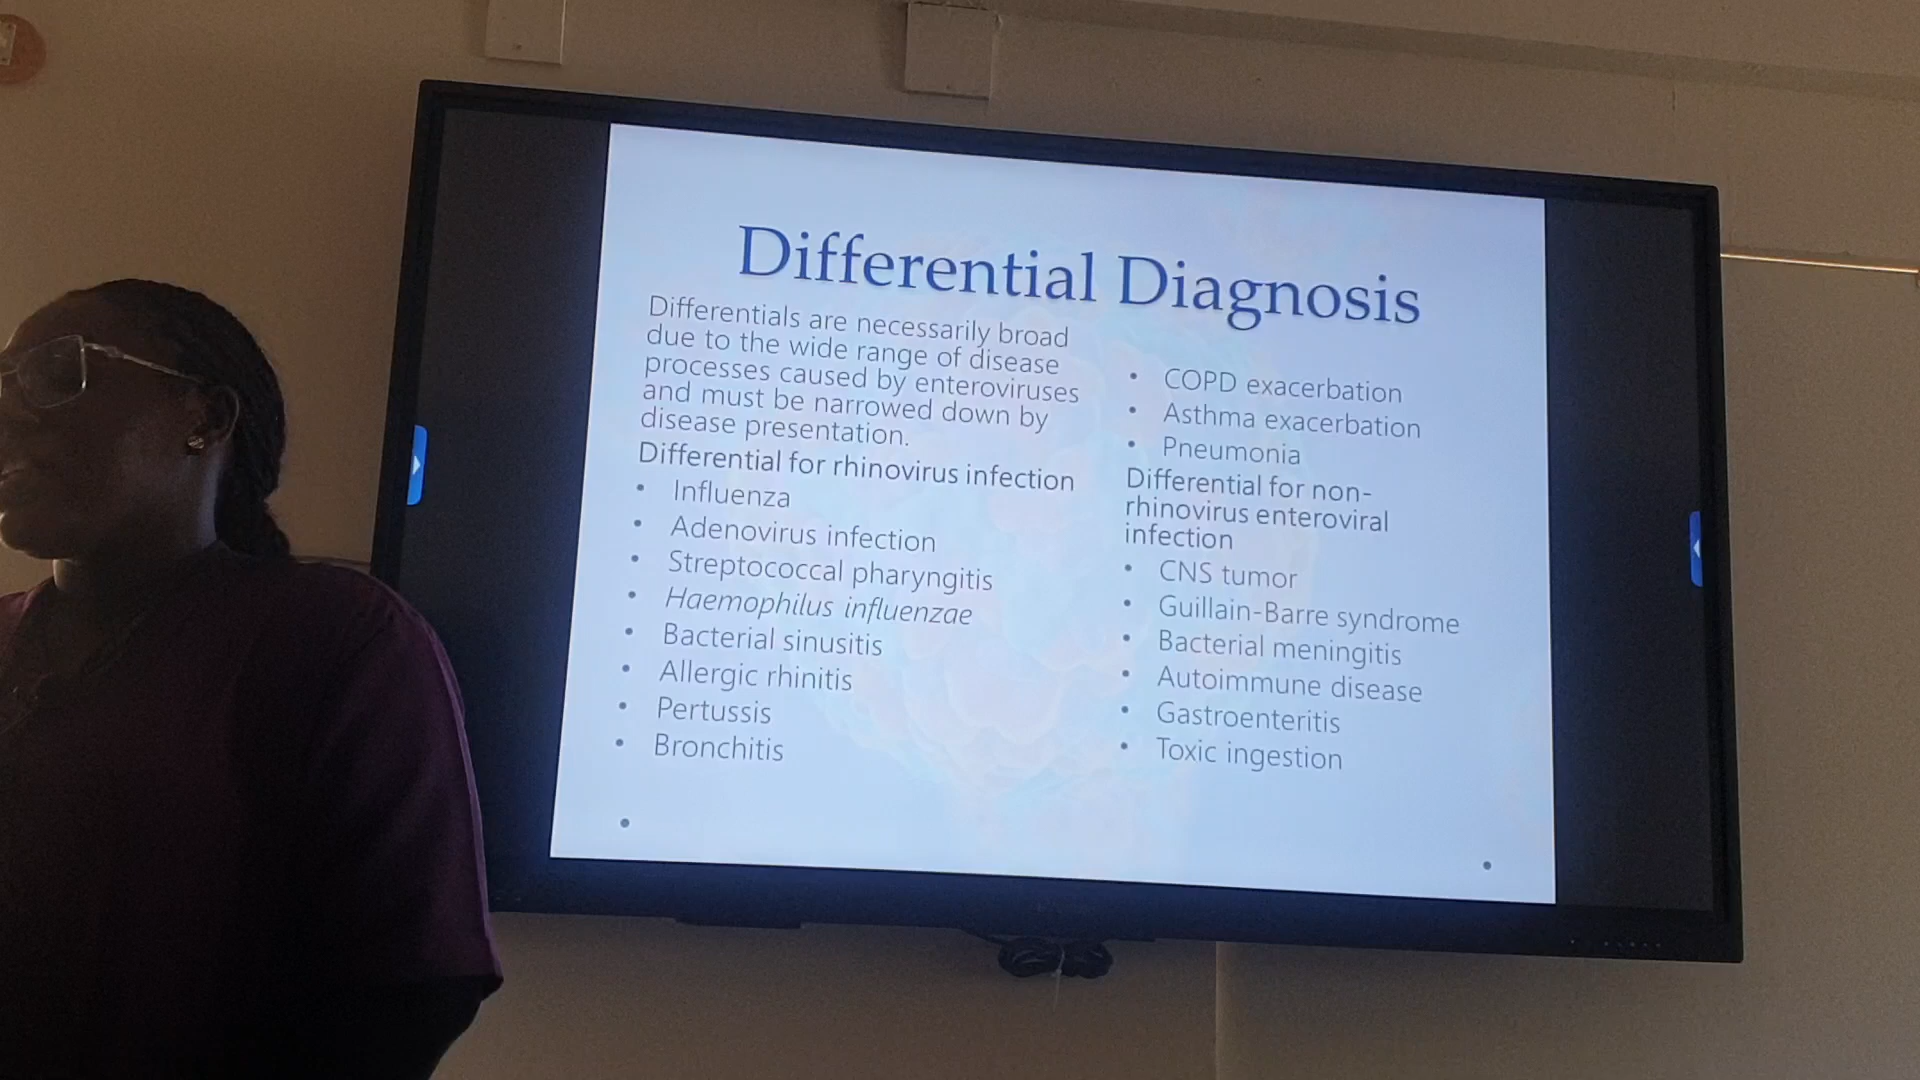 Differential Diagnosis
Differentials are necessarily broad
due to the wide range of disease
processes caused by enteroviruses
and must be narrowed down by
disease presentation.
Differential for rhinovirus infection
• Influenza
• Adenovirus infection
• Streptococcal pharyngitis
• Haemophilus influenzae
• Bacterial sinusitis
• Allergic rhinitis
• Pertussis
• Bronchitis
• COPD exacerbation
• Asthma exacerbation
• Pneumonia
Differential for non-
rhinovirus enteroviral
infection
• CNS tumor
• Guillain-Barre syndrome
• Bacterial meningitis
• Autoimmune disease
• Gastroenteritis
• Toxic ingestion